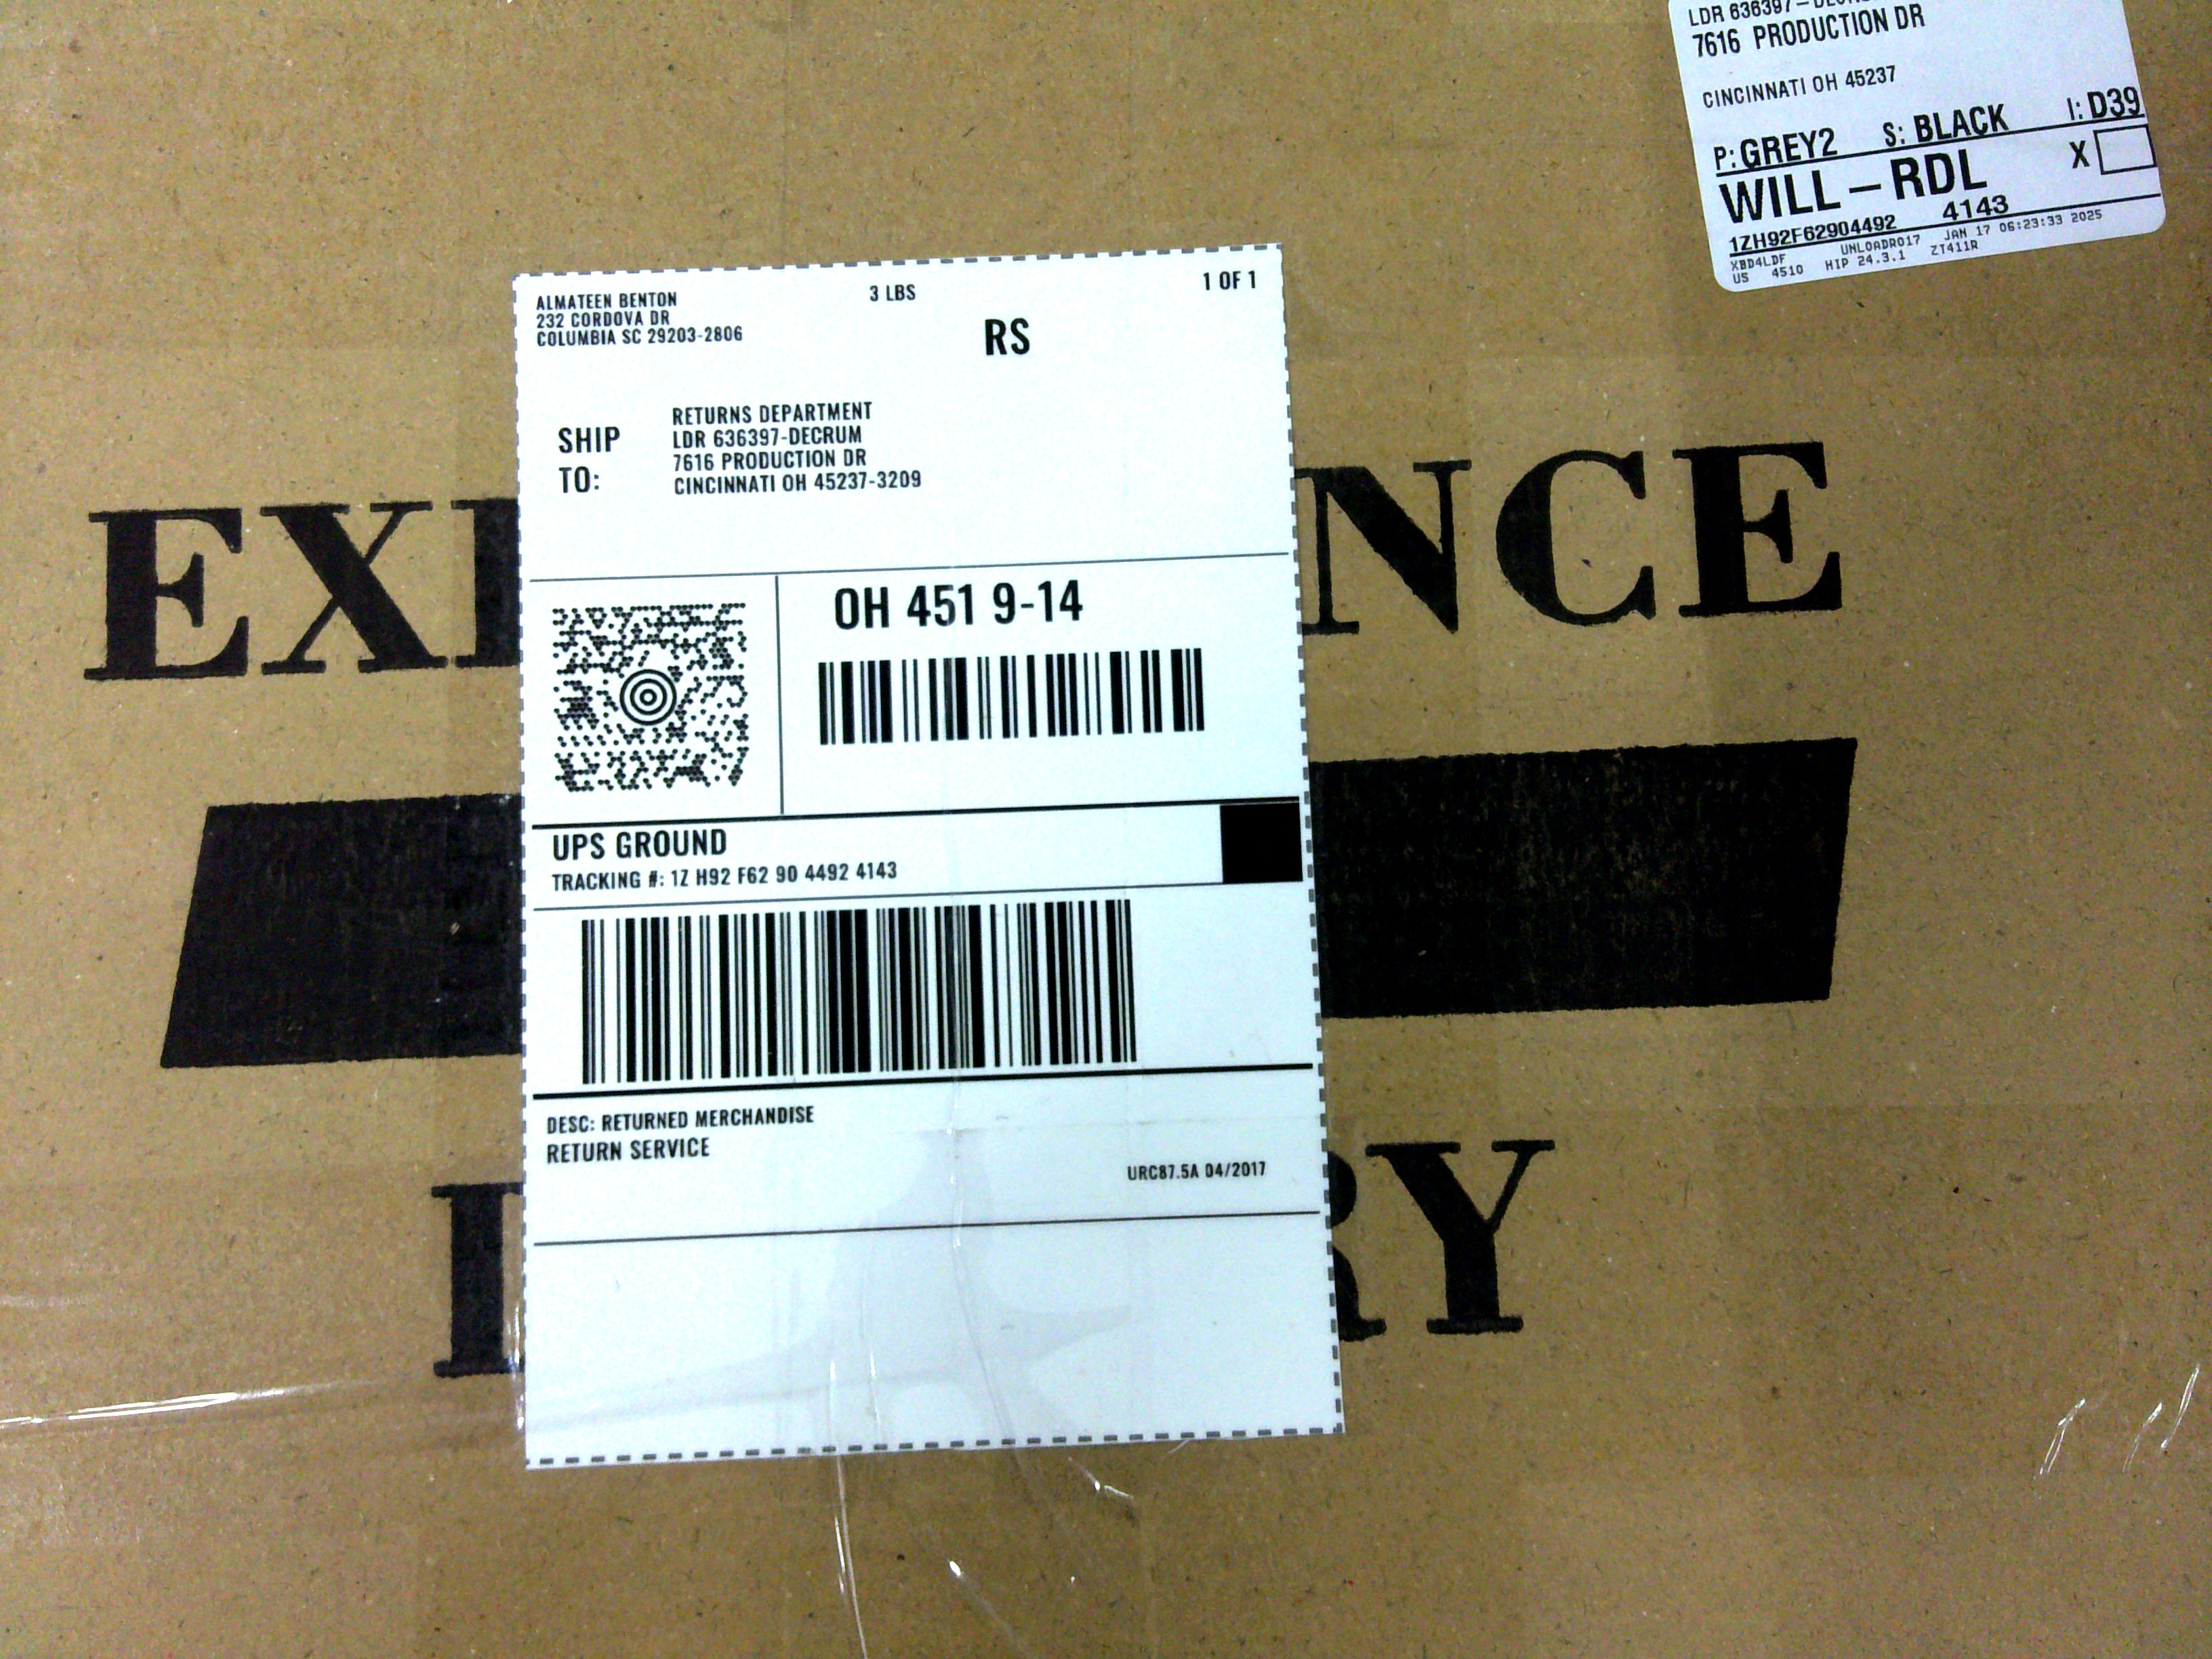 LDR 636397-
7616 PRODUCTION DR
CINCINNATI OH 45237
P: GREY2 S: BLACK I: D39
WILL-RDL X
1ZH92F62904492 4143
XBD4LDF UNLOADR017 JAN 17 06:23:33 2025
US 4510 HIP 24.3.1 ZT411R
ALMATEEN BENTON 3 LBS 1 OF 1
232 CORDOVA DR
COLUMBIA SC 29203-2806
RS
SHIP TO:
RETURNS DEPARTMENT
LDR 636397-DECRUM
7616 PRODUCTION DR
CINCINNATI OH 45237-3209
OH 451 9-14
UPS GROUND
TRACKING #: 1Z H92 F62 90 4492 4143
DESC: RETURNED MERCHANDISE
RETURN SERVICE
URC87.5A 04/2017
EX NCE
RY